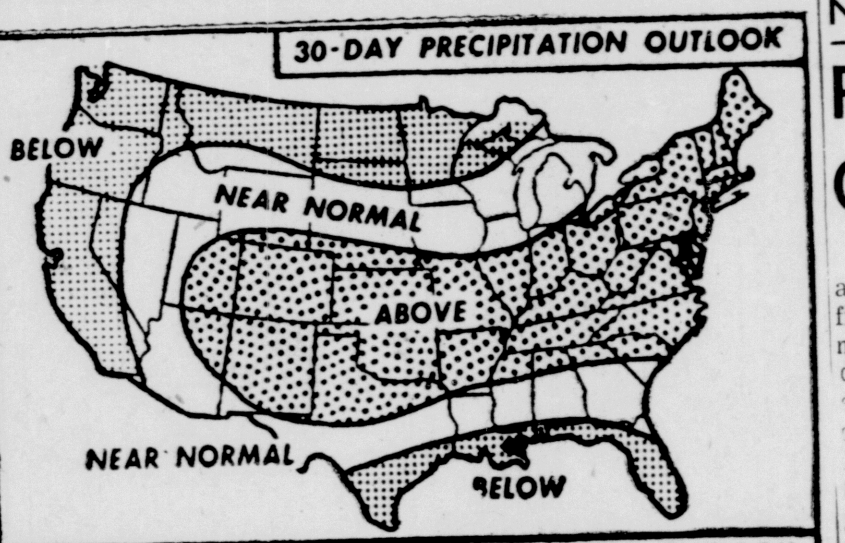 30-DAY PRECIPITATION OUTLOOK
BELOW
NEAR NORMAL
ABOVE
NEAR NORMAL
BELOW